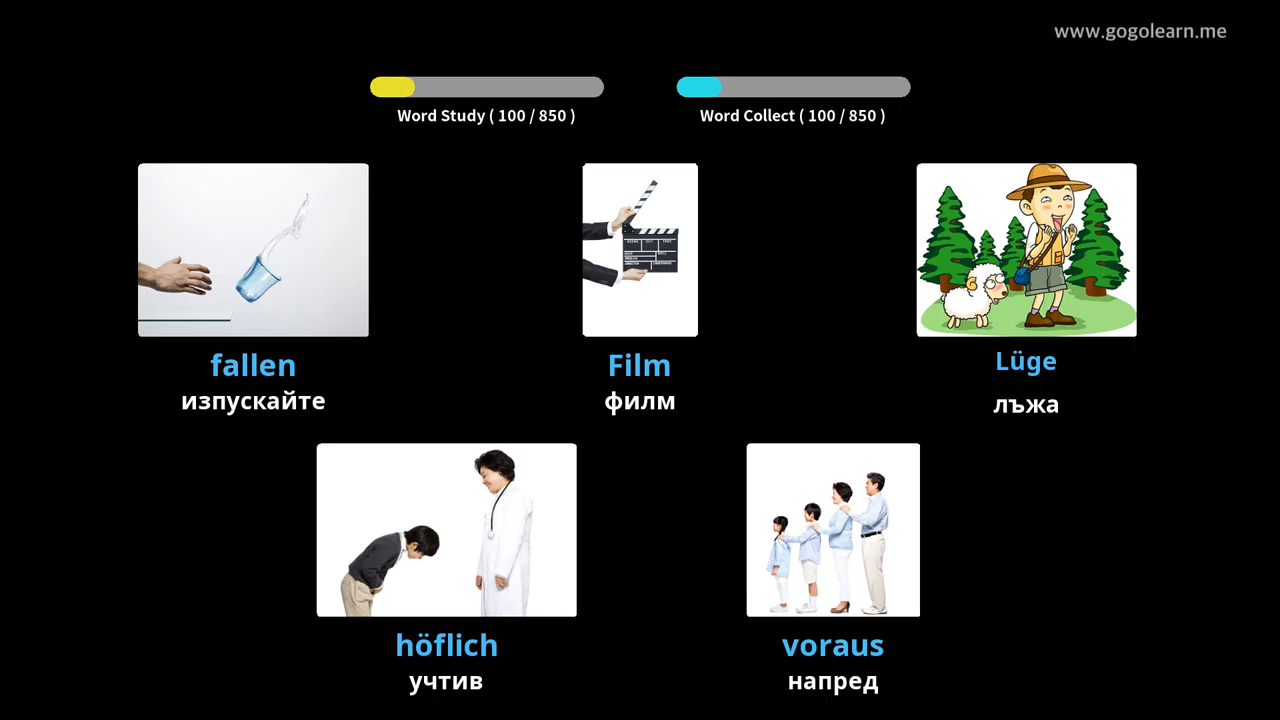 www.gogolearn.me
Word Study ( 100 / 850 )
Word Collect ( 100 / 850 )
fallen
изпускайте
Film
филм
Lüge
лъжа
höflich
учтив
voraus
напред